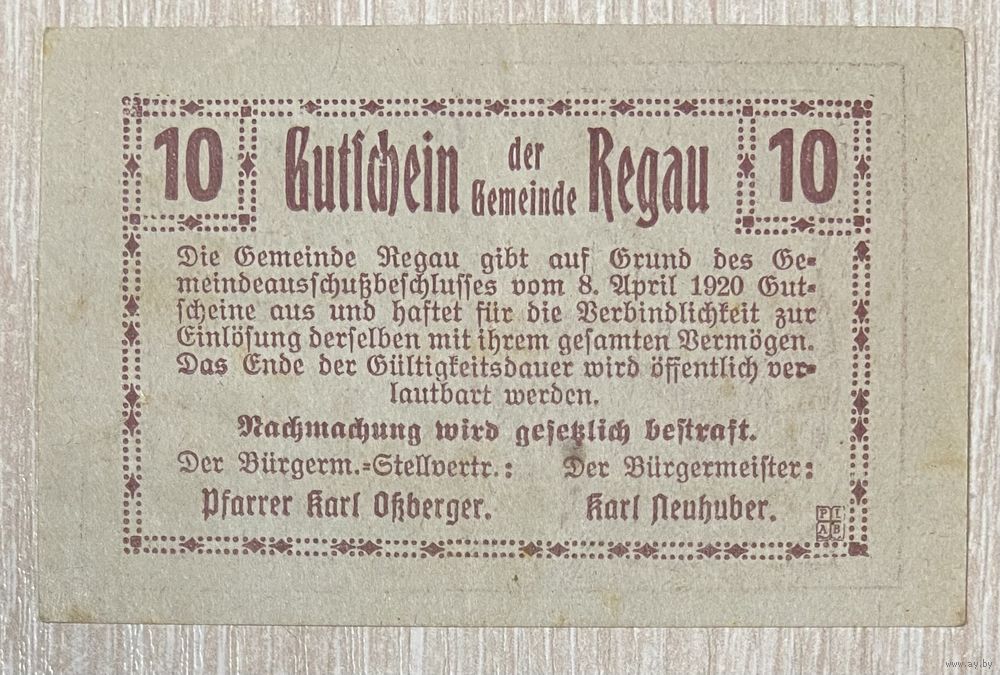 10 Gutschein der Gemeinde Regau 10
Die Gemeinde Regau gibt auf Grund des Ge-
meindeausschußbeschlusses vom 8. April 1920 Gut-
scheine aus und haftet für die Verbindlichkeit zur
Einlösung derselben mit ihrem gesamten Vermögen.
Das Ende der Gültigkeitsdauer wird öffentlich ver-
lautbart werden.
Nachmachung wird gesetzlich bestraft.
Der Bürgerm.-Stellvertr.: Der Bürgermeister:
Pfarrer Karl Oßberger. Karl Neuhuber.
P I
A B
www.ay.by